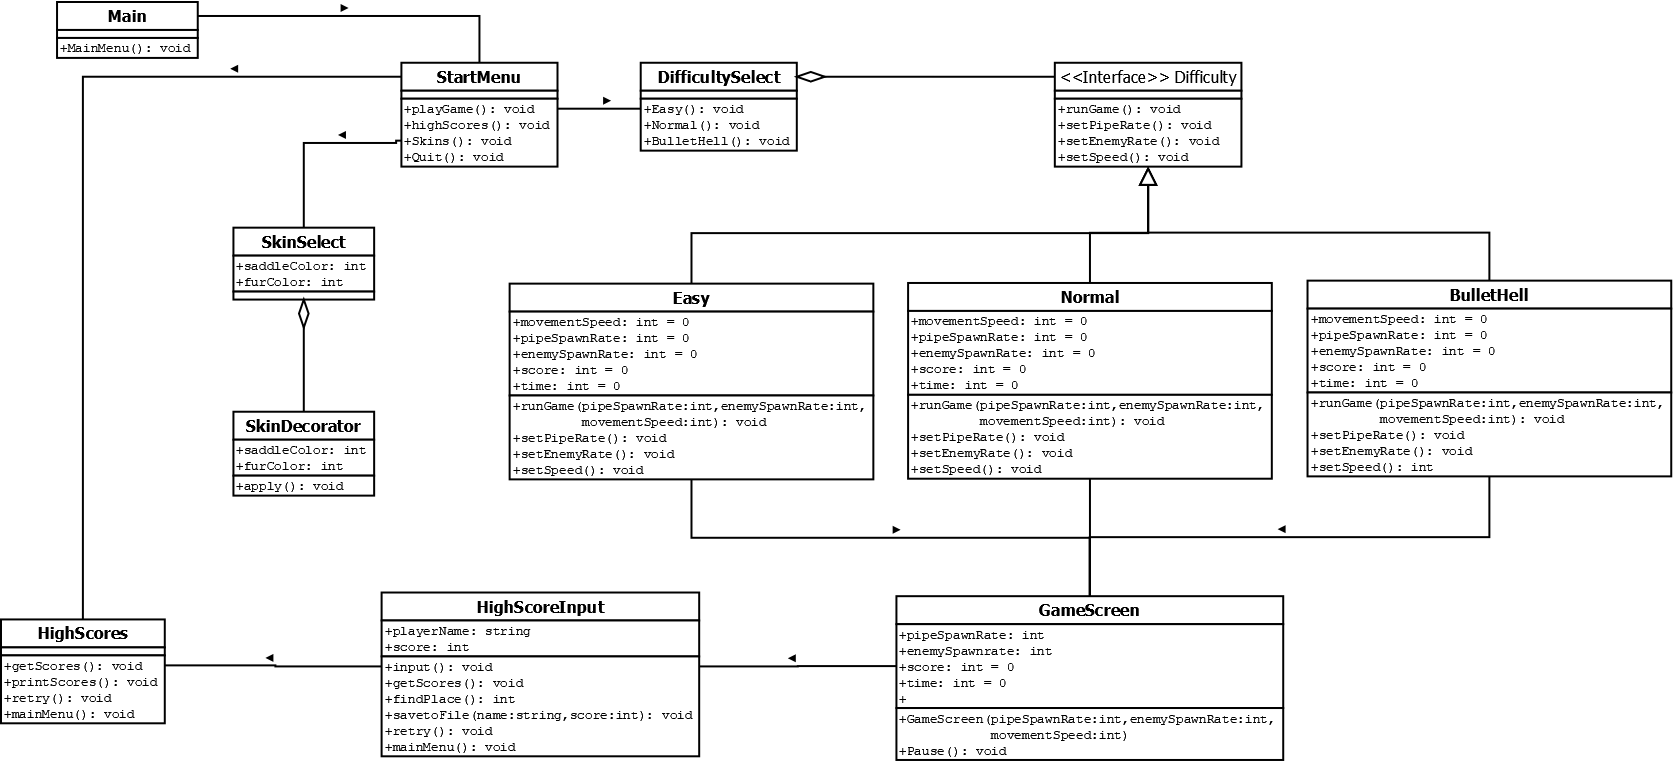 Main
+MainMenu(): void
StartMenu
+playGame(): void
+highScores(): void
+Skins(): void
+Quit(): void
DifficultySelect
+Easy(): void
+Normal(): void
+BulletHell(): void
<<Interface>> Difficulty
+runGame(): void
+setPipeRate(): void
+setEnemyRate(): void
+setSpeed(): void
SkinSelect
+saddleColor: int
+furColor: int
SkinDecorator
+saddleColor: int
+furColor: int
+apply(): void
Easy
+movementSpeed: int = 0
+pipeSpawnRate: int = 0
+enemySpawnRate: int = 0
+score: int = 0
+time: int = 0
+runGame(pipeSpawnRate:int,enemySpawnRate:int,
movementSpeed:int): void
+setPipeRate(): void
+setEnemyRate(): void
+setSpeed(): void
Normal
+movementSpeed: int = 0
+pipeSpawnRate: int = 0
+enemySpawnRate: int = 0
+score: int = 0
+time: int = 0
+runGame(pipeSpawnRate:int,enemySpawnRate:int,
movementSpeed:int): void
+setPipeRate(): void
+setEnemyRate(): void
+setSpeed(): void
BulletHell
+movementSpeed: int = 0
+pipeSpawnRate: int = 0
+enemySpawnRate: int = 0
+score: int = 0
+time: int = 0
+runGame(pipeSpawnRate:int,enemySpawnRate:int,
movementSpeed:int): void
+setPipeRate(): void
+setEnemyRate(): void
+setSpeed(): int
HighScores
+getScores(): void
+printScores(): void
+retry(): void
+mainMenu(): void
HighScoreInput
+playerName: string
+score: int
+input(): void
+getScores(): void
+findPlace(): int
+savetoFile(name:string,score:int): void
+retry(): void
+mainMenu(): void
GameScreen
+pipeSpawnRate: int
+enemySpawnrate: int
+score: int = 0
+time: int = 0
+
+GameScreen(pipeSpawnRate:int,enemySpawnRate:int,
movementSpeed:int)
+Pause(): void